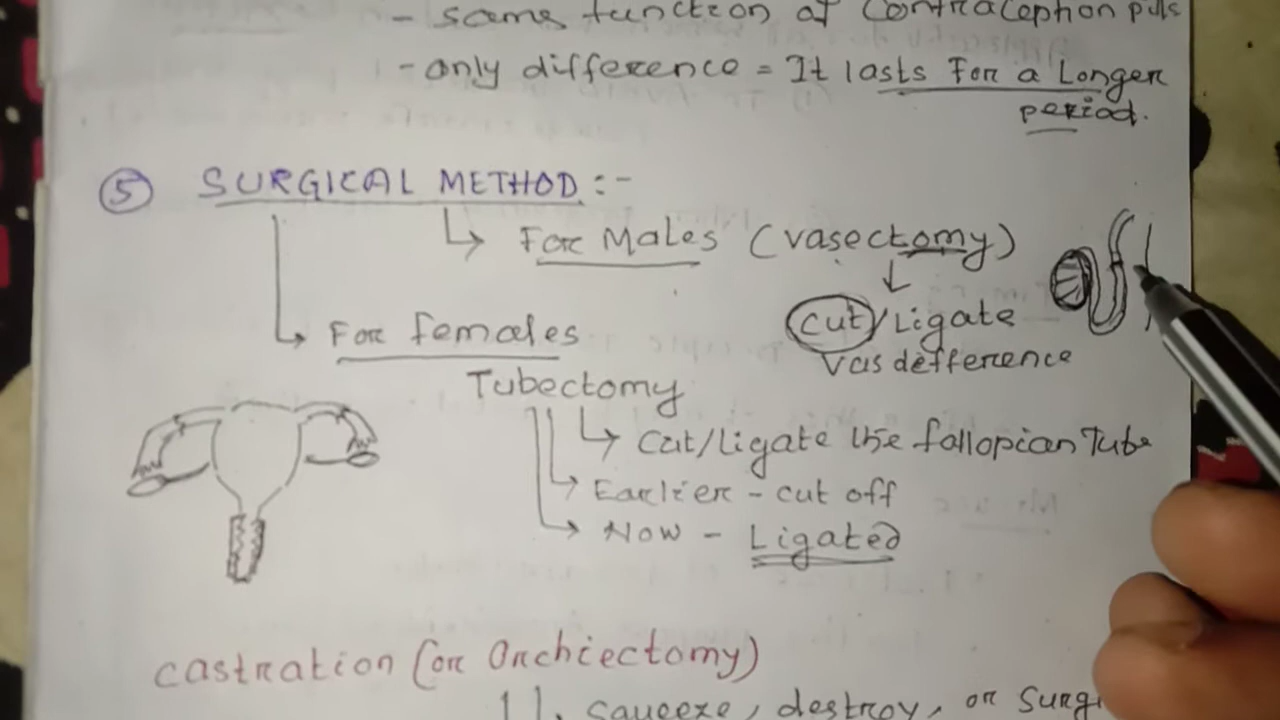 - same function of Contraception pills
- only difference = It lasts For a Longer
period.
⑤ SURGICAL METHOD :-
For Males (vasectomy)
cut/Ligate
Vas defference
For females
Tubectomy
Cut/Ligate the fallopian Tube
Earlier - cut off
Now - Ligated
castration (or Orchiectomy)
squeeze, destroy, or surgi